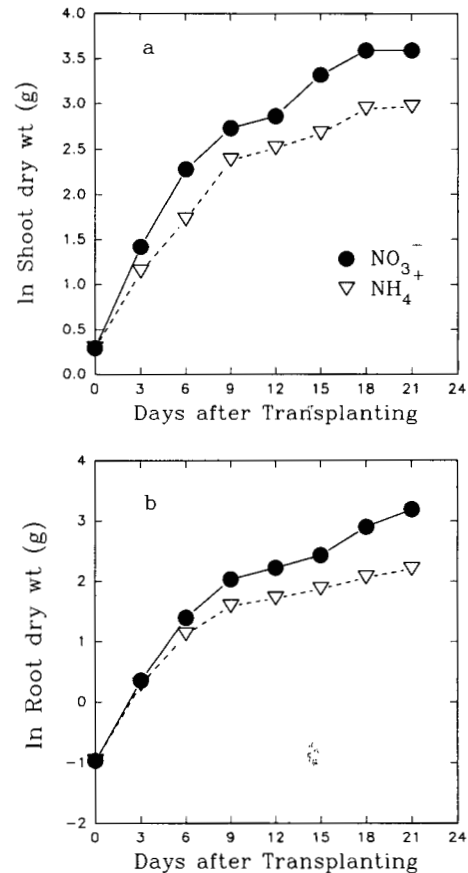 a
4.0
3.5
3.0
2.5
2.0
1.5
1.0
0.5
0.0
ln Shoot dry wt (g)
NO3-
NH4+
0 3 6 9 12 15 18 21 24
Days after Transplanting
b
4
3
2
1
0
-1
-2
ln Root dry wt (g)
0 3 6 9 12 15 18 21 24
Days after Transplanting